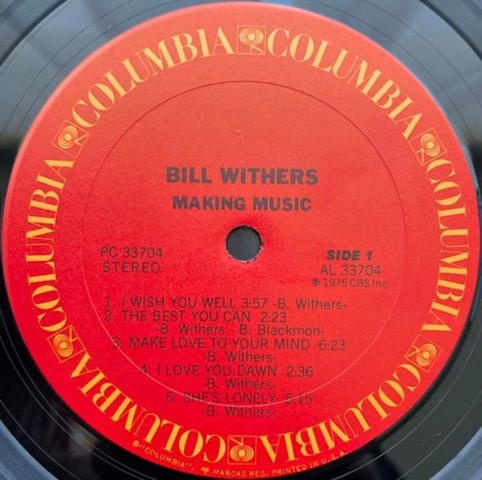 COLUMBIA COLUMBIA COLUMBIA COLUMBIA COLUMBIA COLUMBIA COLUMBIA
BILL WITHERS
MAKING MUSIC
PC 33704
STEREO
SIDE 1
AL 33704
℗ 1975 CBS Inc.
1. I WISH YOU WELL 3:57 -B. Withers-
2. THE BEST YOU CAN 2:23
-B. Withers - B. Blackmon-
3. MAKE LOVE TO YOUR MIND 6:23
-B. Withers-
4. I LOVE YOU DAWN 2:36
-B. Withers-
5. SHE'S LONELY 5:15
-B. Withers-
®"COLUMBIA", MARCAS REG. PRINTED IN U.S.A.